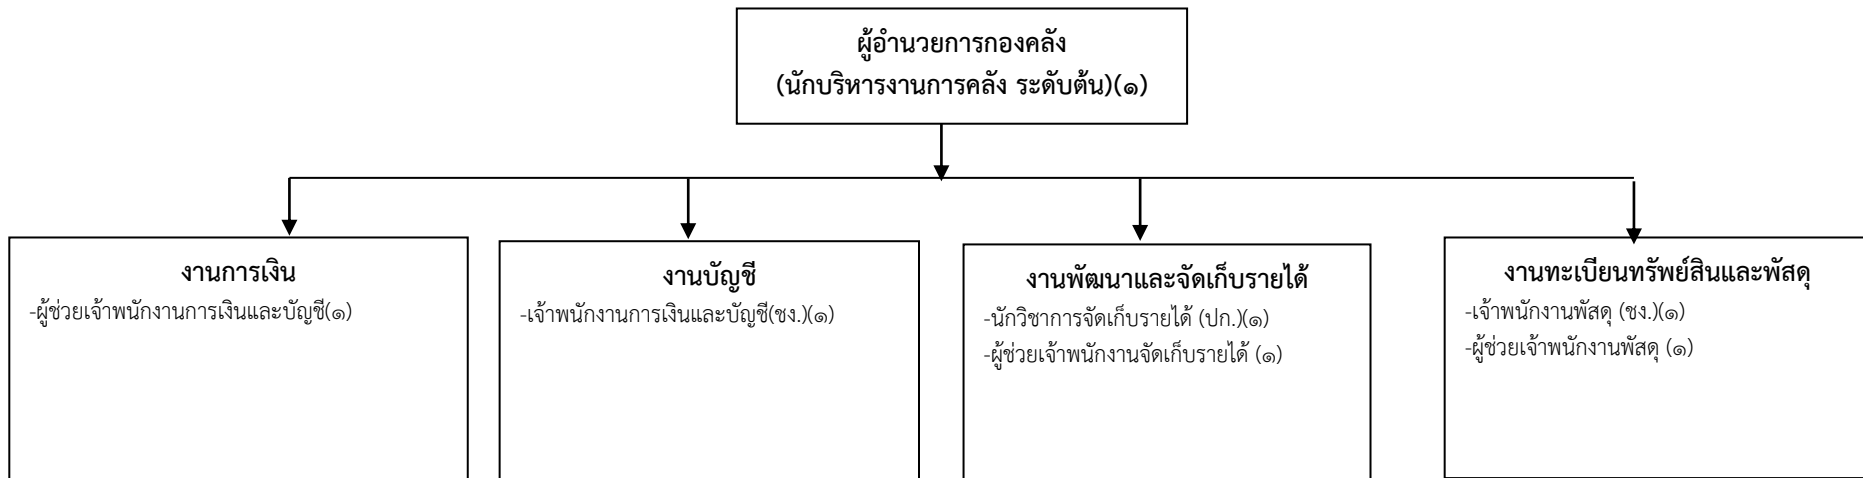 ผู้อำนวยการกองคลัง
(นักบริหารงานการคลัง ระดับต้น)(๑)
งานการเงิน
-ผู้ช่วยเจ้าพนักงานการเงินและบัญชี(๑)
งานบัญชี
-เจ้าพนักงานการเงินและบัญชี(ชง.)(๑)
งานพัฒนาและจัดเก็บรายได้
-นักวิชาการจัดเก็บรายได้ (ปก.)(๑)
-ผู้ช่วยเจ้าพนักงานจัดเก็บรายได้ (๑)
งานทะเบียนทรัพย์สินและพัสดุ
-เจ้าพนักงานพัสดุ (ชง.)(๑)
-ผู้ช่วยเจ้าพนักงานพัสดุ (๑)